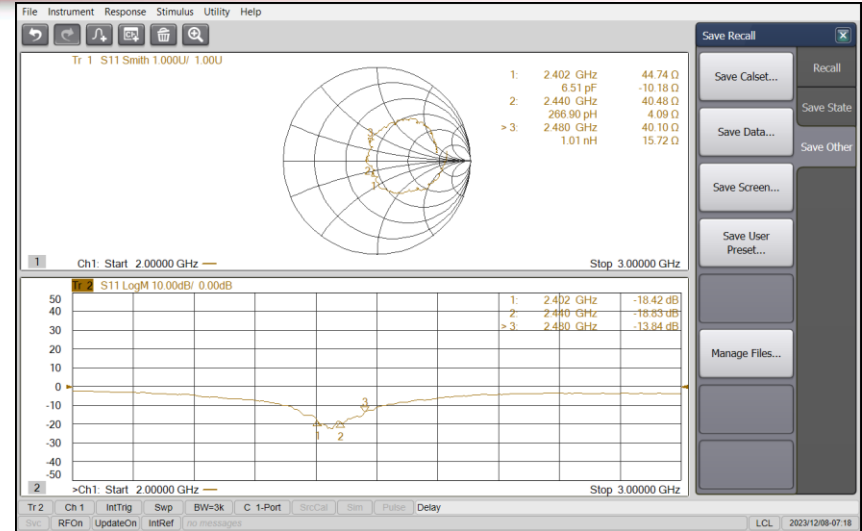 File Instrument Response Stimulus Utility Help
Tr 1 S11 Smith 1.000U/ 1.00U
1: 2.402 GHz 44.74 Ω
6.51 pF -10.18 Ω
2: 2.440 GHz 40.48 Ω
266.90 pH 4.09 Ω
> 3: 2.480 GHz 40.10 Ω
1.01 nH 15.72 Ω
3
2
1
1 Ch1: Start 2.00000 GHz Stop 3.00000 GHz
Tr 2 S11 LogM 10.00dB/ 0.00dB
1: 2.402 GHz -18.42 dB
2: 2.440 GHz -18.83 dB
> 3: 2.480 GHz -13.84 dB
50
40
30
20
10
0
-10
-20
-30
-40
-50
3
1 2
2 >Ch1: Start 2.00000 GHz Stop 3.00000 GHz
Save Recall
Save Calset...
Save Data...
Save Screen...
Save User
Preset...
Manage Files...
Recall
Save State
Save Other
Tr 2 Ch 1 IntTrig Swp BW=3k C 1-Port SrcCal Sim Pulse Delay
Svc RFOn UpdateOn IntRef no messages LCL 2023/12/08-07:18